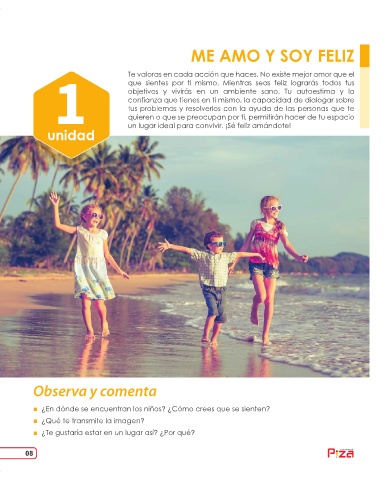 ME AMO Y SOY FELIZ
Te valoras en cada acción que haces. No existe mejor amor que el
que sientes por ti mismo. Mientras seas feliz lograrás todos tus
objetivos y vivirás en un ambiente sano. Tu autoestima y la
confianza que tienes en ti mismo, la capacidad de dialogar sobre
tus problemas y resolverlos con la ayuda de las personas que te
quieren o que se preocupan por ti, permitirán hacer de tu espacio
un lugar ideal para convivir. ¡Sé feliz amándote!
1
unidad
Observa y comenta
¿En dónde se encuentran los niños? ¿Cómo crees que se sienten?
¿Qué te transmite la imagen?
¿Te gustaría estar en un lugar así? ¿Por qué?
08
Piza